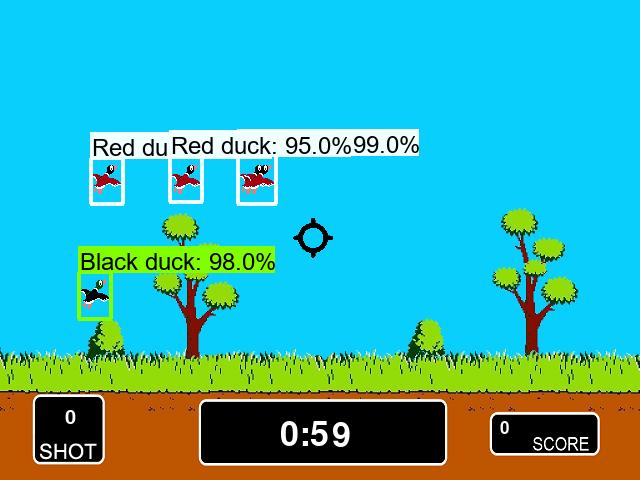 Red du
Red duck: 95.0%
99.0%
Black duck: 98.0%
0
SHOT
0:59
0
SCORE